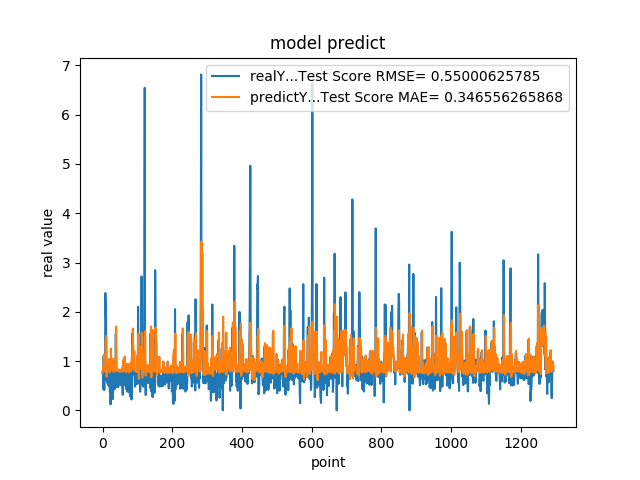 model predict
realY...Test Score RMSE= 0.55000625785
predictY...Test Score MAE= 0.346556265868
7
6
5
4
3
2
1
0
real value
0 200 400 600 800 1000 1200
point